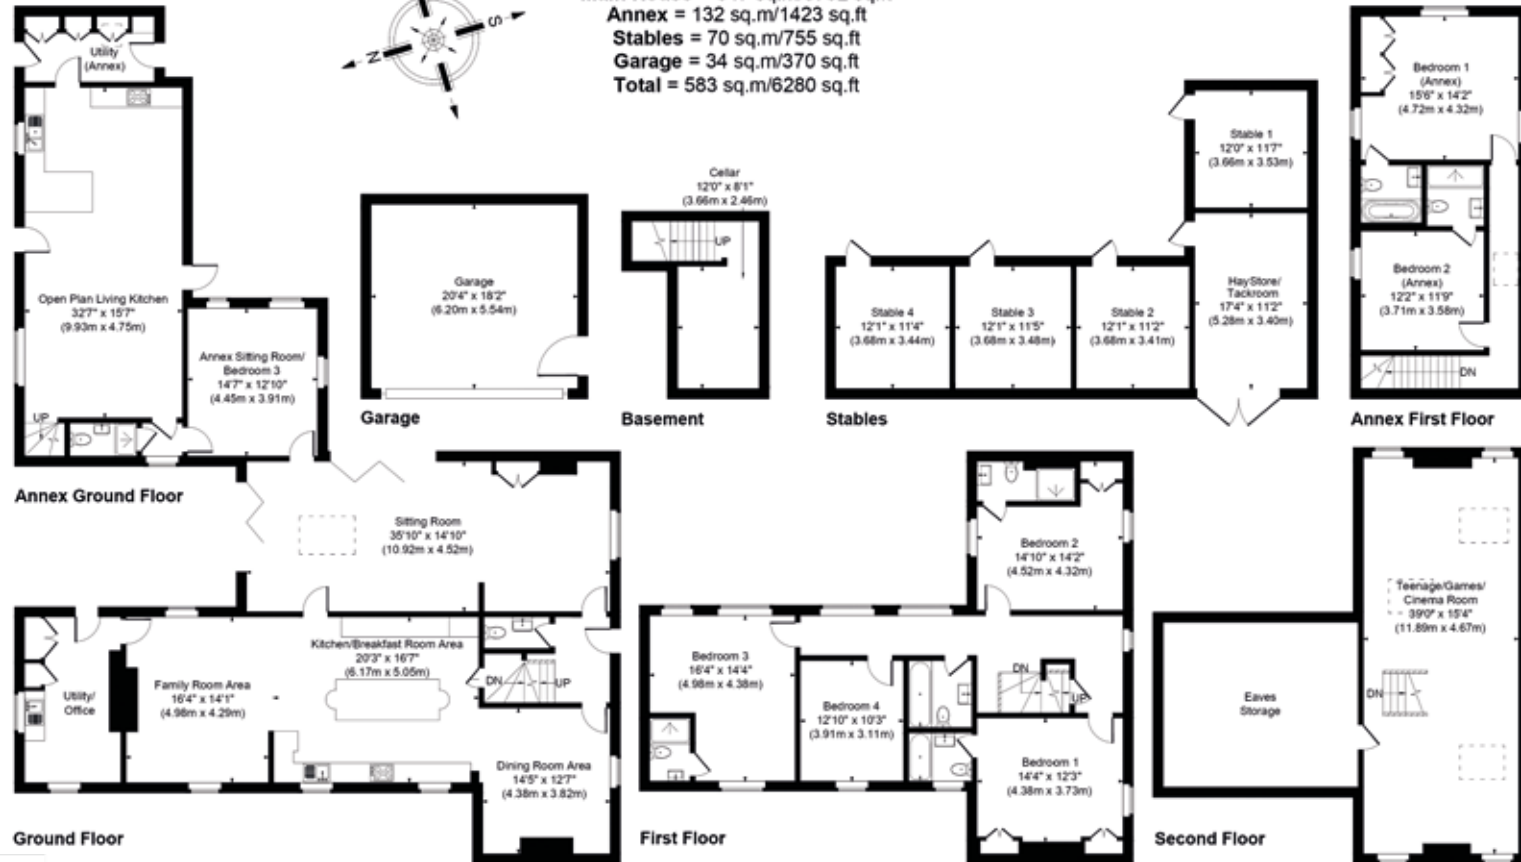 Annex = 132 sq.m/1423 sq.ft
Stables = 70 sq.m/755 sq.ft
Garage = 34 sq.m/370 sq.ft
Total = 583 sq.m/6280 sq.ft
N
S
Utility
(Annex)
Open Plan Living Kitchen
32'7" x 15'7"
(9.93m x 4.75m)
Annex Sitting Room/
Bedroom 3
14'7" x 12'10"
(4.45m x 3.91m)
UP
Annex Ground Floor
Garage
20'4" x 18'2"
(6.20m x 5.54m)
Garage
Cellar
12'0" x 8'1"
(3.66m x 2.46m)
UP
Basement
Stable 1
12'0" x 11'7"
(3.66m x 3.53m)
HayStore/
Tackroom
17'4" x 11'2"
(5.28m x 3.40m)
Stable 4
12'1" x 11'4"
(3.68m x 3.44m)
Stable 3
12'1" x 11'5"
(3.68m x 3.48m)
Stable 2
12'1" x 11'2"
(3.68m x 3.41m)
Stables
Bedroom 1
(Annex)
15'6" x 14'2"
(4.72m x 4.32m)
Bedroom 2
(Annex)
12'2" x 11'9"
(3.71m x 3.58m)
DN
Annex First Floor
Sitting Room
35'10" x 14'10"
(10.92m x 4.52m)
Kitchen/Breakfast Room Area
20'3" x 16'7"
(6.17m x 5.05m)
Family Room Area
16'4" x 14'1"
(4.98m x 4.29m)
Utility/
Office
DN
UP
Dining Room Area
14'5" x 12'7"
(4.38m x 3.82m)
Ground Floor
Bedroom 2
14'10" x 14'2"
(4.52m x 4.32m)
Bedroom 3
16'4" x 14'4"
(4.98m x 4.38m)
Bedroom 4
12'10" x 10'3"
(3.91m x 3.11m)
DN
UP
Bedroom 1
14'4" x 12'3"
(4.38m x 3.73m)
First Floor
Teenage/Games/
Cinema Room
39'0" x 15'4"
(11.89m x 4.67m)
Eaves
Storage
DN
Second Floor